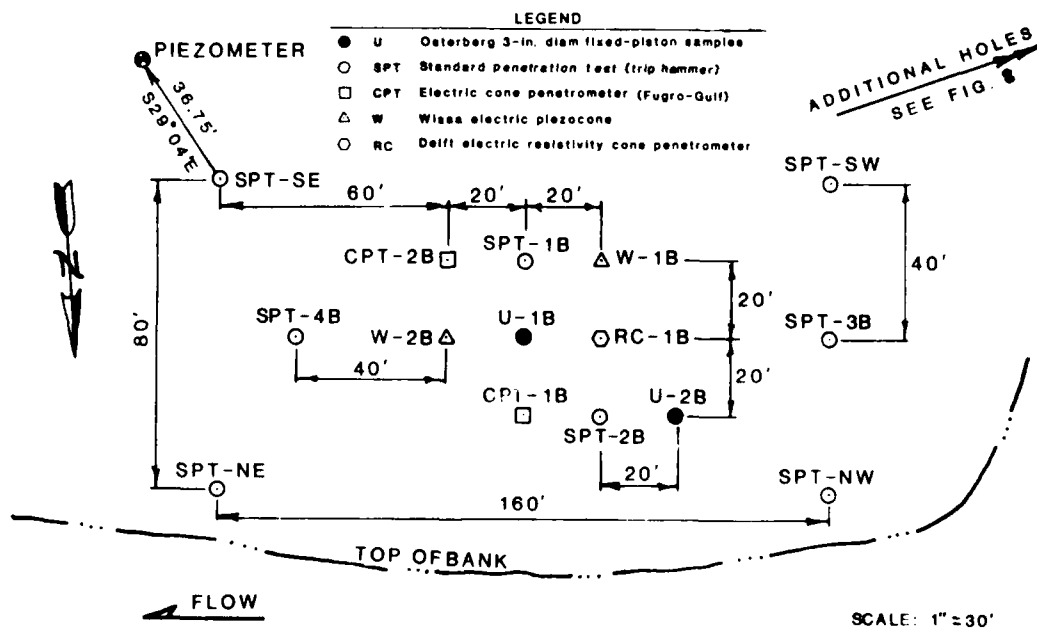 LEGEND
U Osterberg 3-in. diam fixed-piston samples
SPT Standard penetration test (trip hammer)
CPT Electric cone penetrometer (Fugro-Gulf)
W Wissa electric piezocone
RC Delft electric resistivity cone penetrometer
PIEZOMETER
36.75'
S29°04'E
ADDITIONAL HOLES
SEE FIG. 8
SPT-SE
SPT-SW
60'
20'
20'
CPT-2B
SPT-1B
W-1B
40'
N
80'
20'
SPT-4B
W-2B
U-1B
RC-1B
SPT-3B
40'
20'
CPT-1B
U-2B
SPT-2B
20'
SPT-NE
SPT-NW
160'
TOP OF BANK
FLOW
SCALE: 1" = 30'